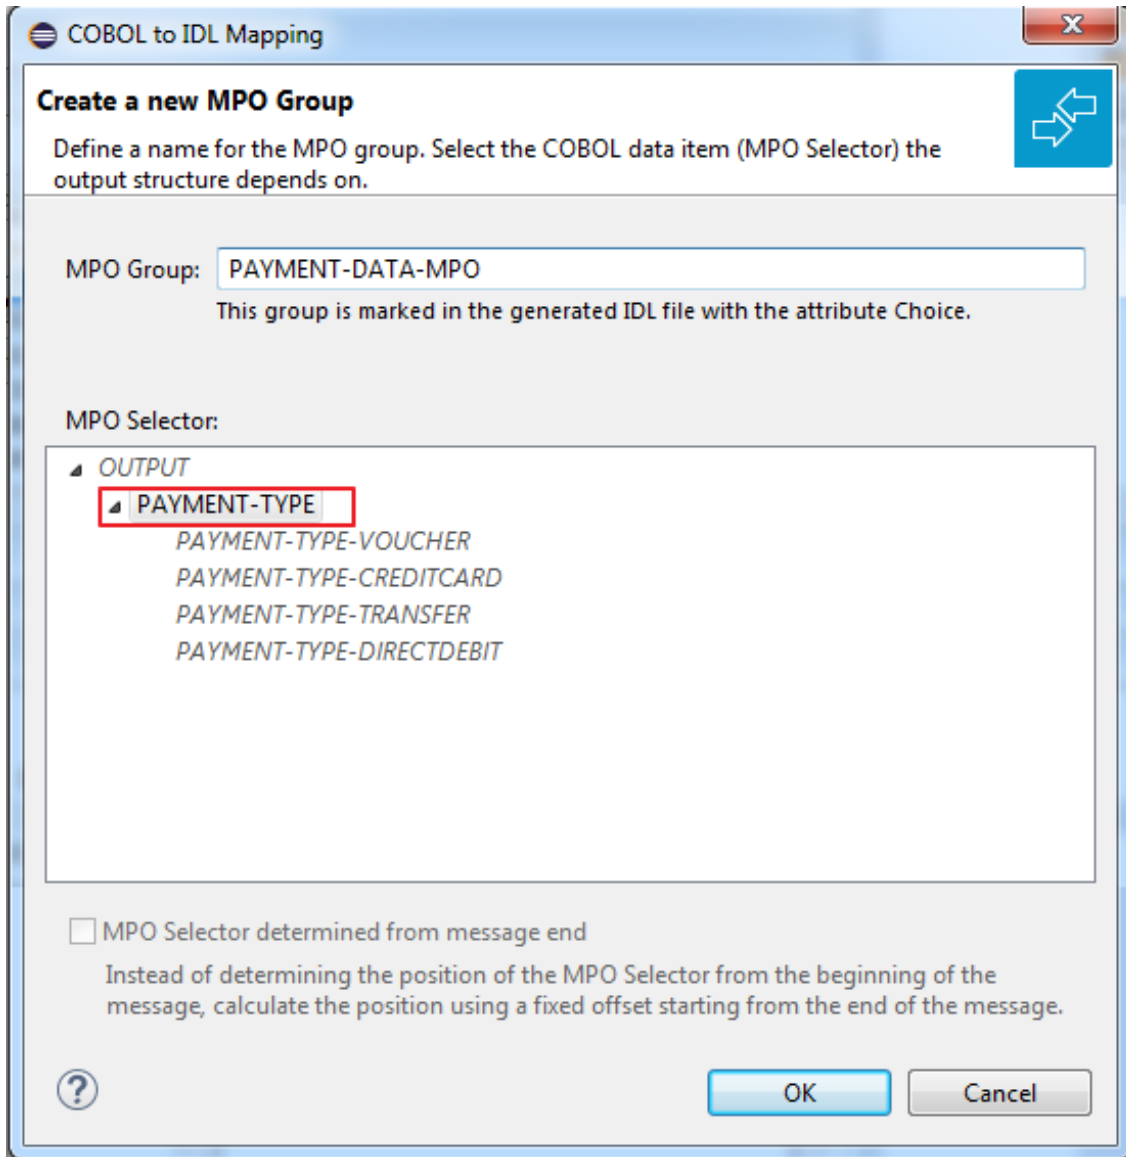 COBOL to IDL Mapping
x
Create a new MPO Group
Define a name for the MPO group. Select the COBOL data item (MPO Selector) the
output structure depends on.
MPO Group: PAYMENT-DATA-MPO
This group is marked in the generated IDL file with the attribute Choice.
MPO Selector:
OUTPUT
PAYMENT-TYPE
PAYMENT-TYPE-VOUCHER
PAYMENT-TYPE-CREDITCARD
PAYMENT-TYPE-TRANSFER
PAYMENT-TYPE-DIRECTDEBIT
MPO Selector determined from message end
Instead of determining the position of the MPO Selector from the beginning of the
message, calculate the position using a fixed offset starting from the end of the message.
? OK Cancel